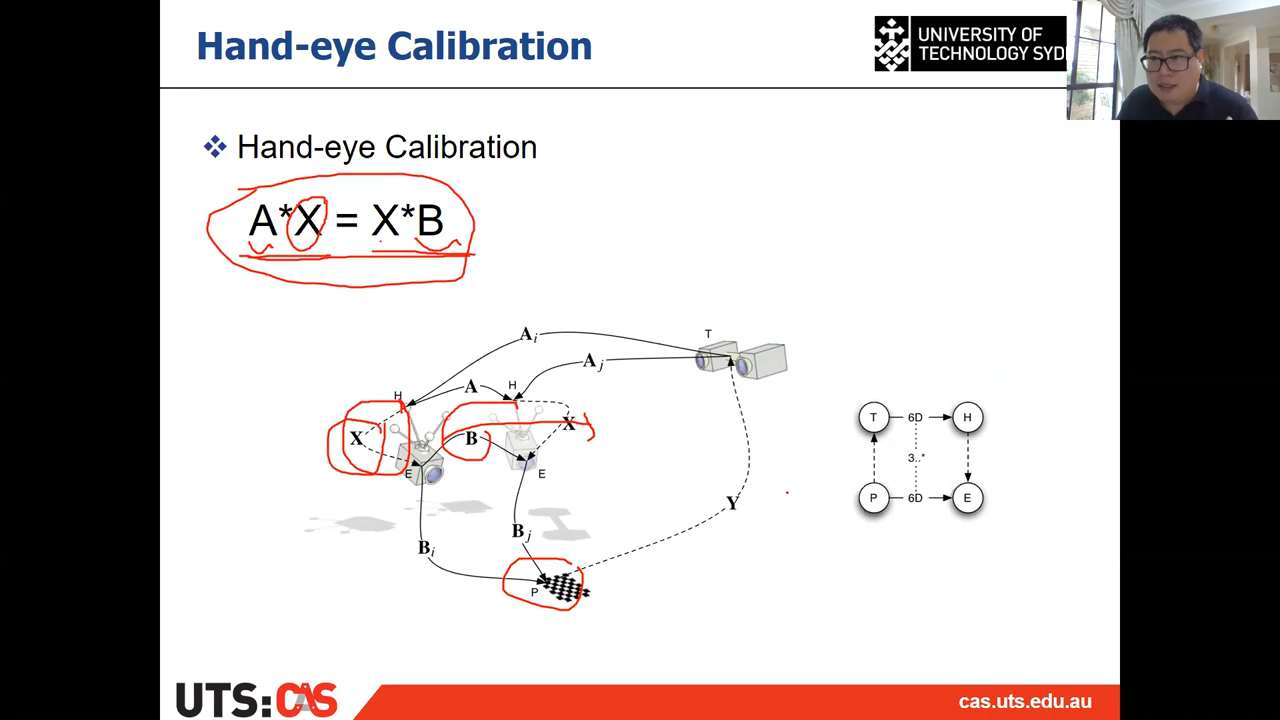 Hand-eye Calibration
UNIVERSITY OF
TECHNOLOGY SYD
Hand-eye Calibration
A*X = X*B
T
Ai
Aj
H
A
H
X
B
X
E
E
T
6D
H
3..*
P
6D
E
Y
Bj
Bi
P
UTS:CAS
cas.uts.edu.au